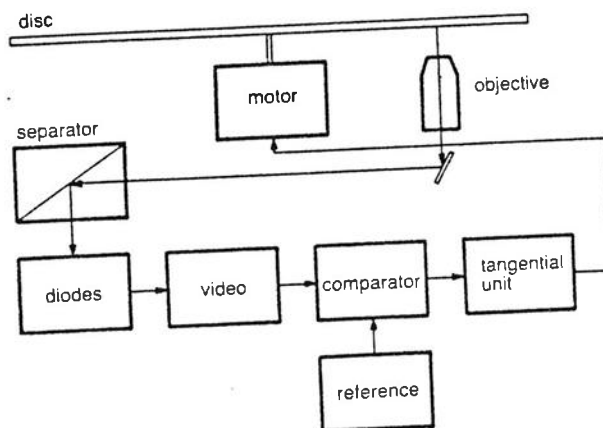 disc
motor
objective
separator
diodes
video
comparator
tangential
unit
reference